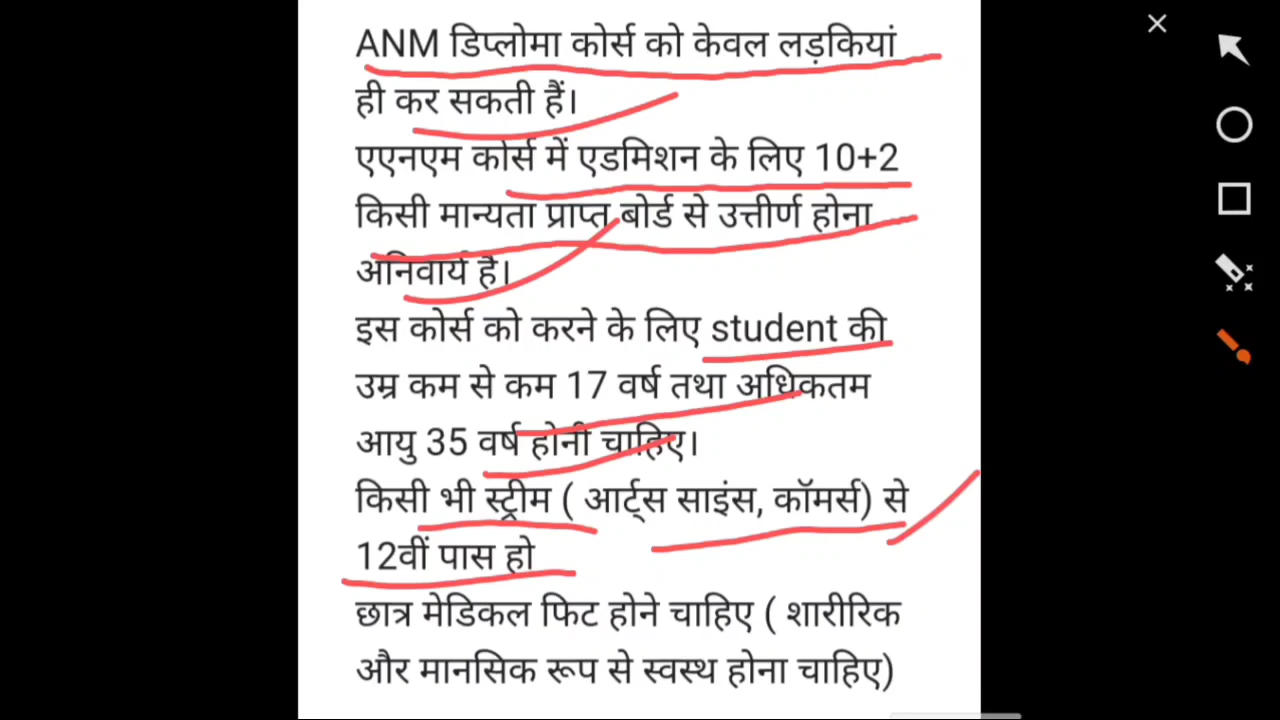 ANM डिप्लोमा कोर्स को केवल लड़कियां
ही कर सकती हैं।
एएनएम कोर्स में एडमिशन के लिए 10+2
किसी मान्यता प्राप्त बोर्ड से उत्तीर्ण होना
अनिवार्य है।
इस कोर्स को करने के लिए student की
उम्र कम से कम 17 वर्ष तथा अधिकतम
आयु 35 वर्ष होनी चाहिए।
किसी भी स्ट्रीम ( आर्ट्स साइंस, कॉमर्स) से
12वीं पास हो
छात्र मेडिकल फिट होने चाहिए ( शारीरिक
और मानसिक रूप से स्वस्थ होना चाहिए)